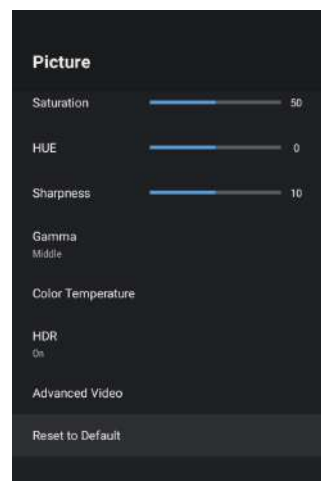 Picture
Saturation 50
HUE 0
Sharpness 10
Gamma
Middle
Color Temperature
HDR
On
Advanced Video
Reset to Default